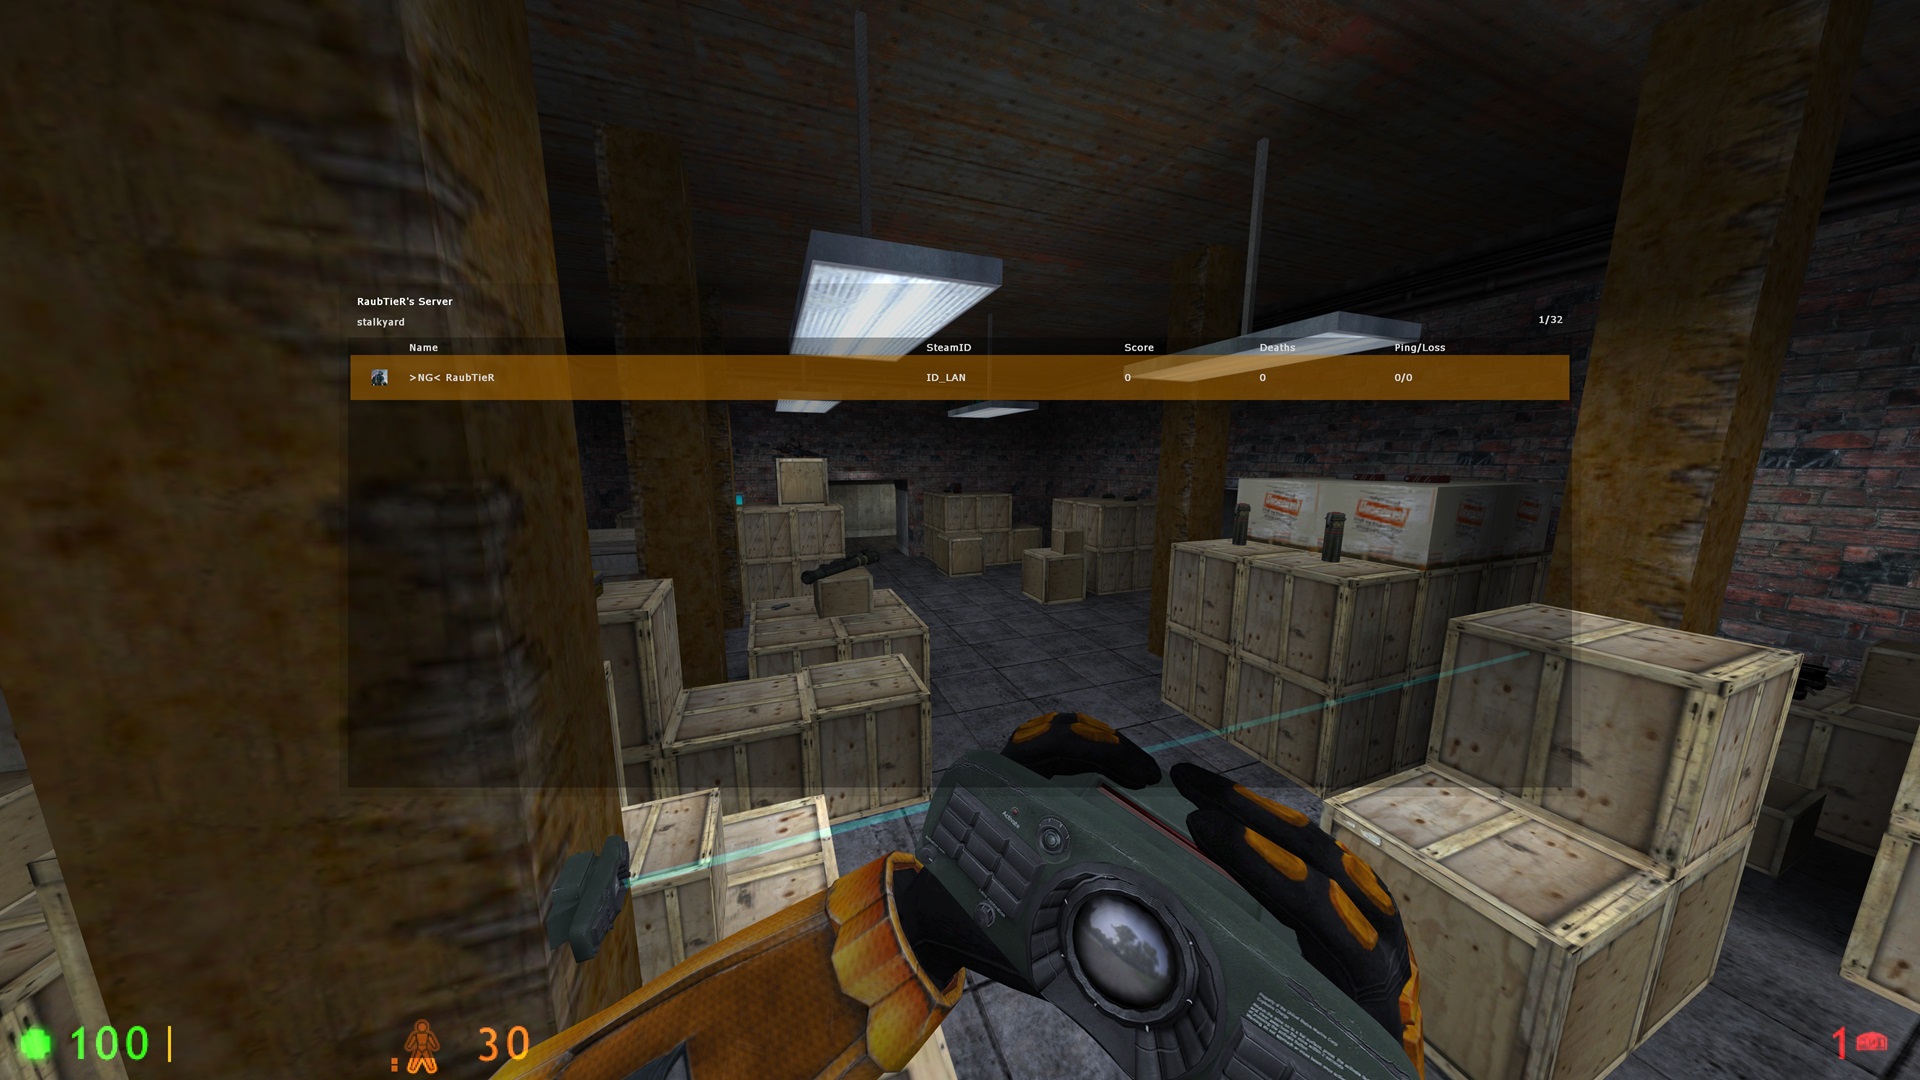 RaubTieR's Server
stalkyard 1/32
Name SteamID Score Deaths Ping/Loss
>NG< RaubTieR ID_LAN 0 0 0/0
Activate
100 | 30 1